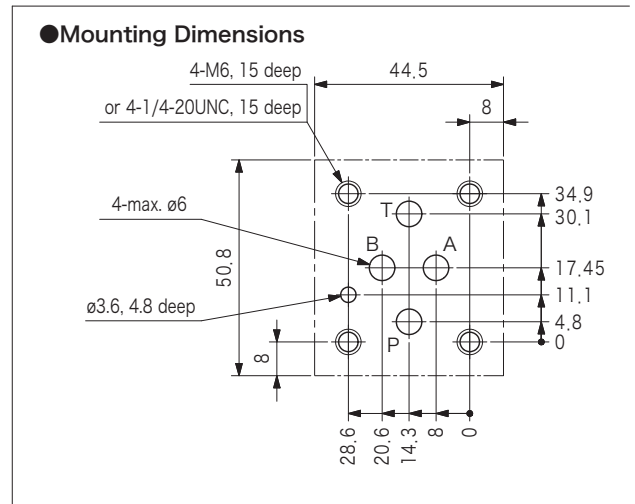 ●Mounting Dimensions
4-M6, 15 deep
44.5
or 4-1/4-20UNC, 15 deep
8
34.9
T
30.1
4-max. ø6
B
A
50.8
17.45
ø3.6, 4.8 deep
11.1
P
4.8
0
8
28.6
20.6
14.3
8
0